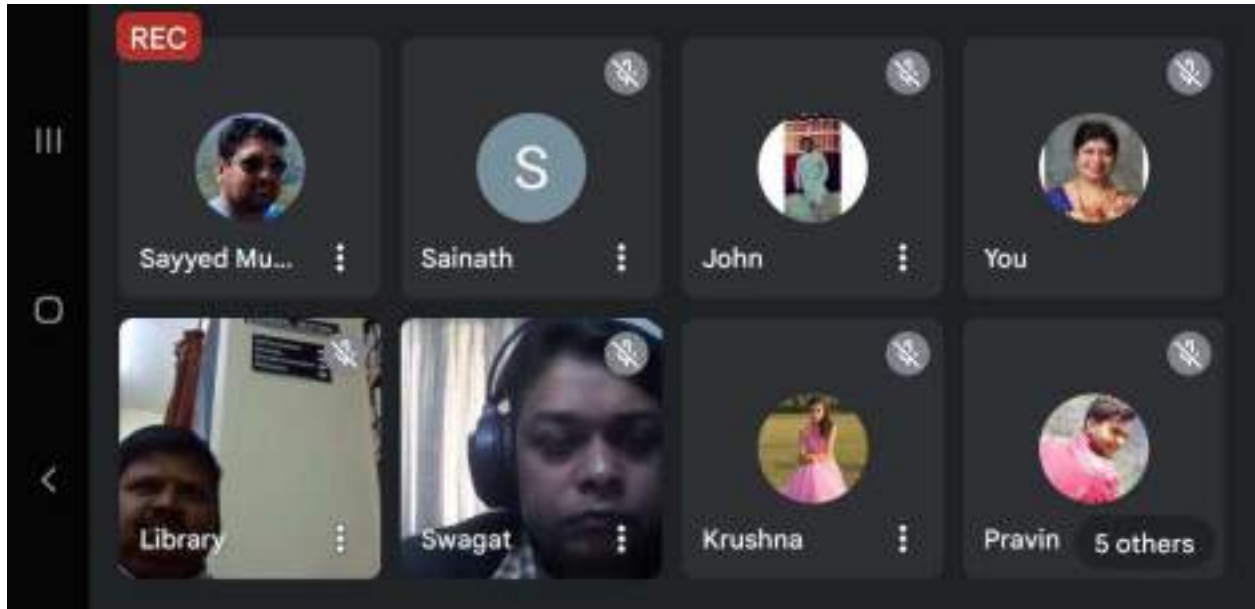 REC
S
Sayyed Mu...
Sainath
John
You
Library
Swagat
Krushna
Pravin
5 others